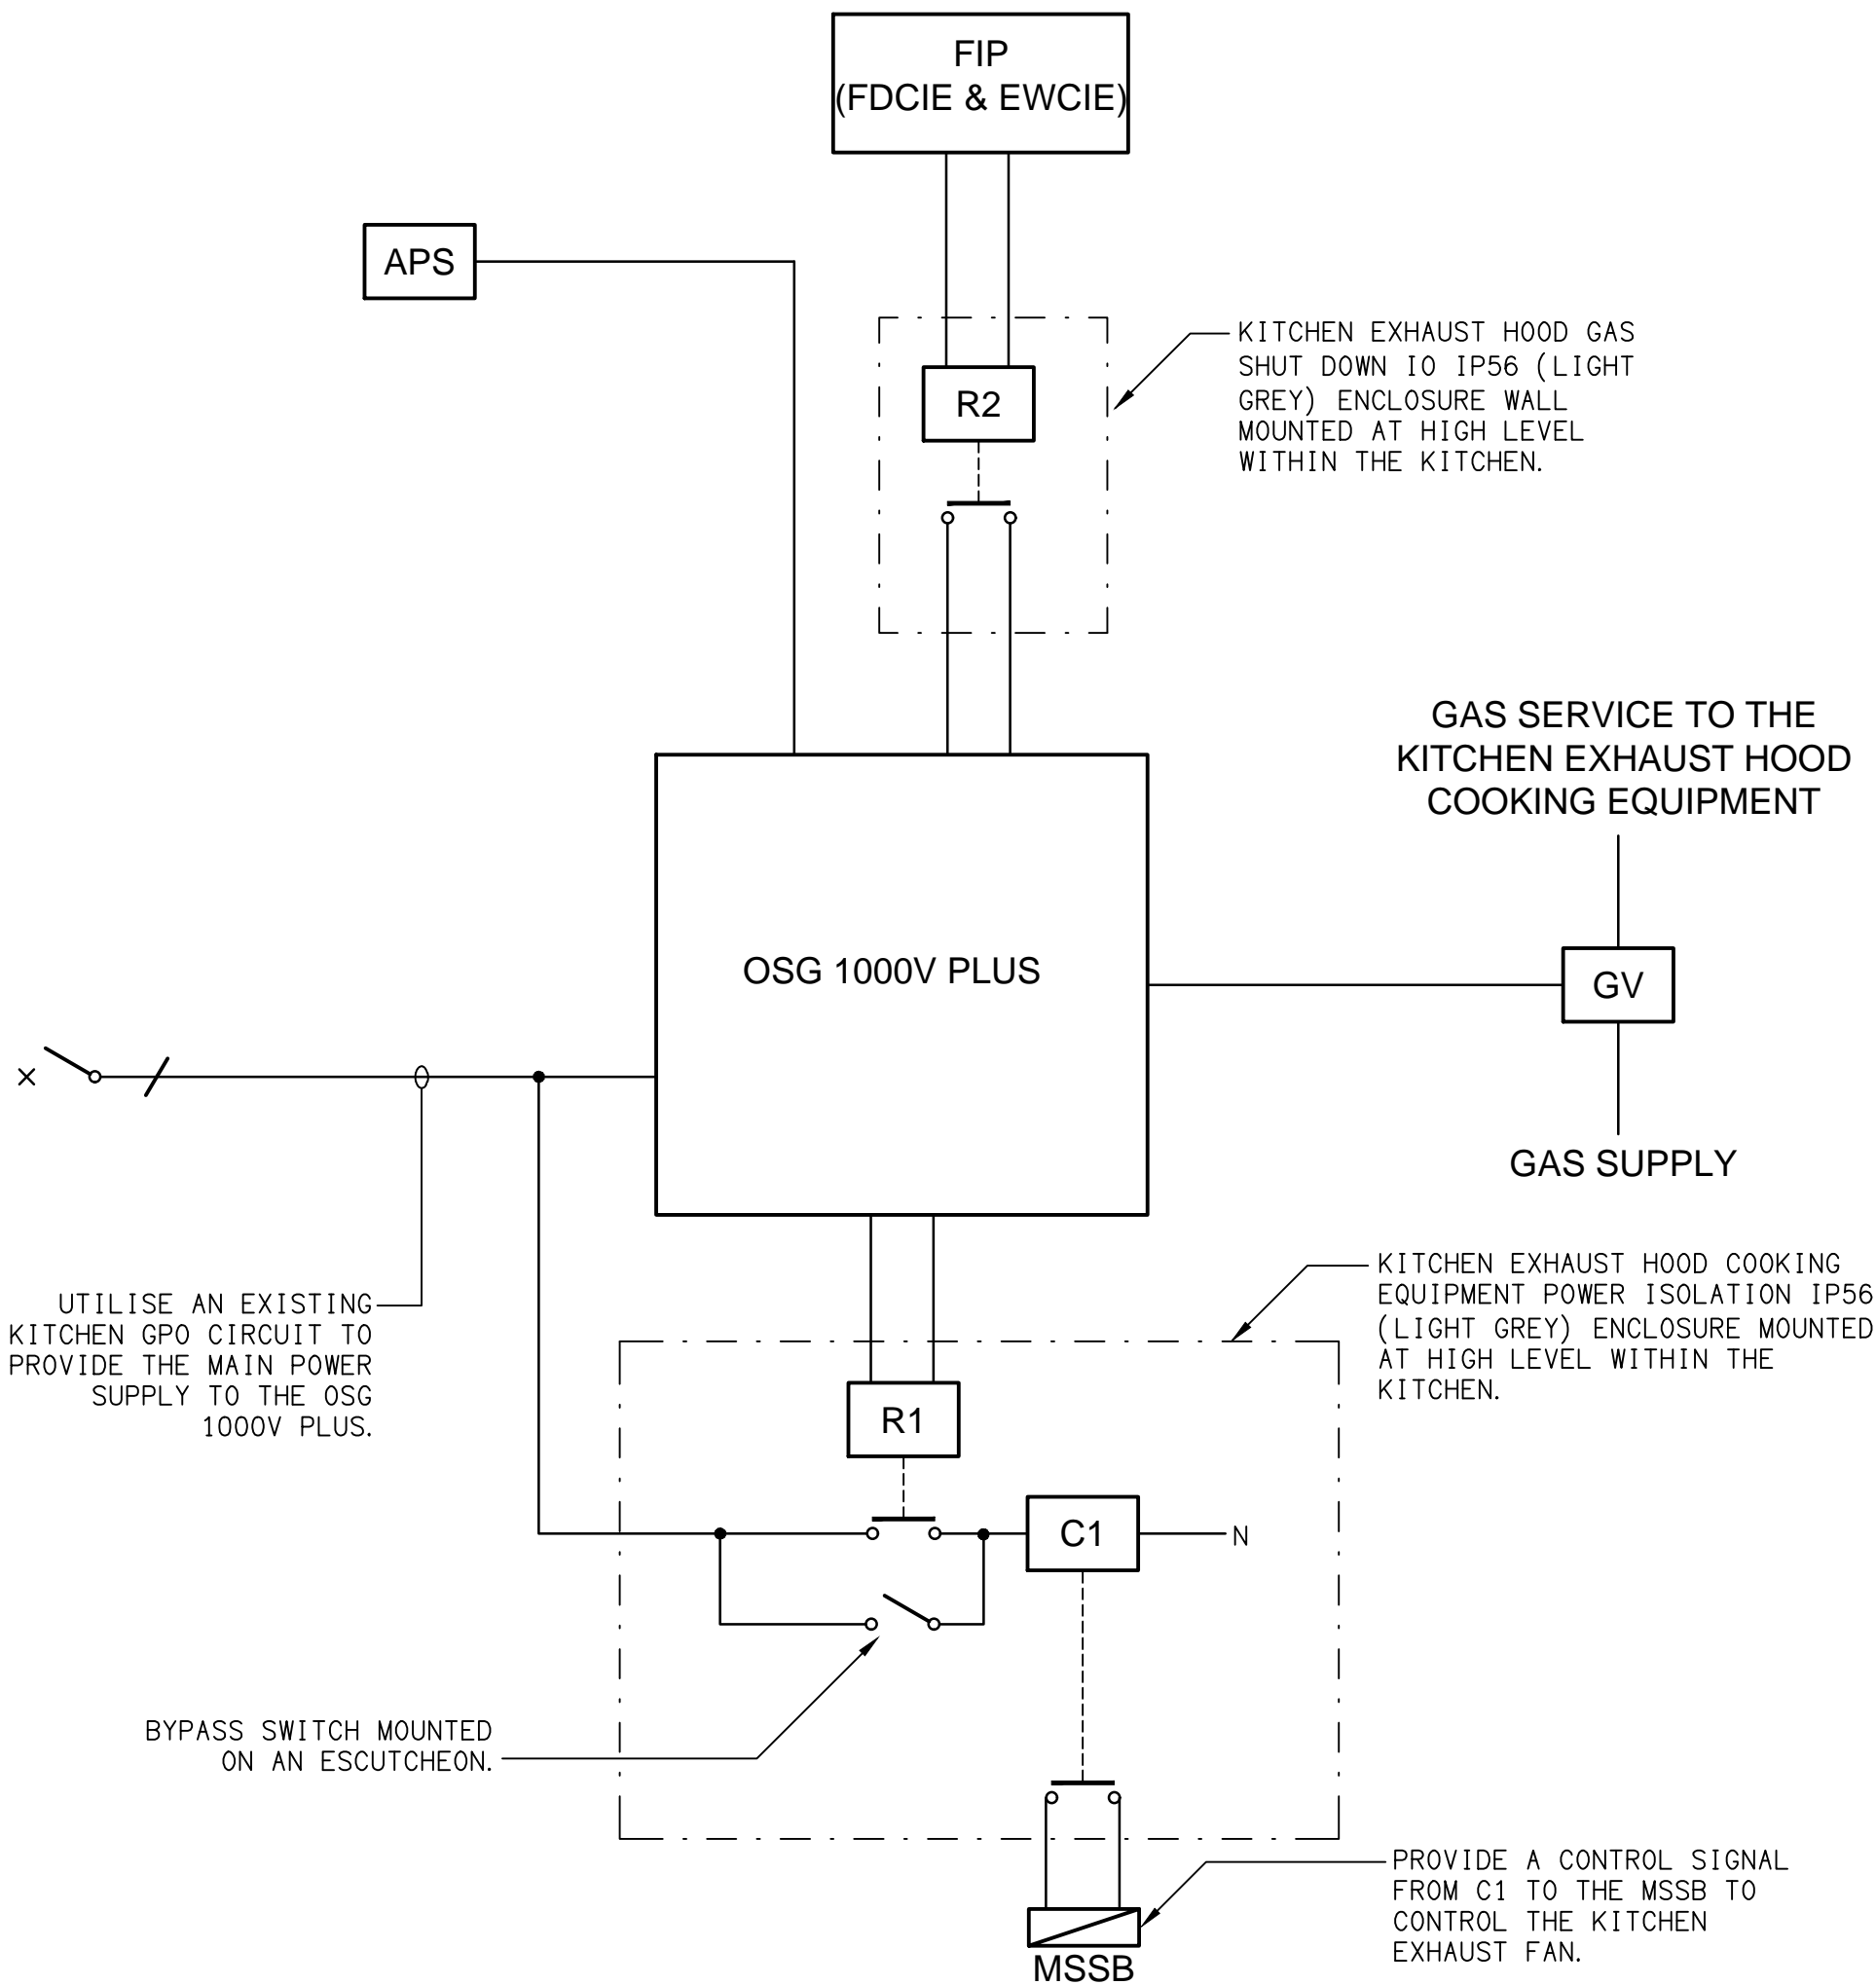 FIP
(FDCIE & EWCIE)
APS
KITCHEN EXHAUST HOOD GAS
SHUT DOWN IO IP56 (LIGHT
GREY) ENCLOSURE WALL
MOUNTED AT HIGH LEVEL
WITHIN THE KITCHEN.
R2
GAS SERVICE TO THE
KITCHEN EXHAUST HOOD
COOKING EQUIPMENT
OSG 1000V PLUS
GV
GAS SUPPLY
UTILISE AN EXISTING
KITCHEN GPO CIRCUIT TO
PROVIDE THE MAIN POWER
SUPPLY TO THE OSG
1000V PLUS.
KITCHEN EXHAUST HOOD COOKING
EQUIPMENT POWER ISOLATION IP56
(LIGHT GREY) ENCLOSURE MOUNTED
AT HIGH LEVEL WITHIN THE
KITCHEN.
R1
C1
N
BYPASS SWITCH MOUNTED
ON AN ESCUTCHEON.
PROVIDE A CONTROL SIGNAL
FROM C1 TO THE MSSB TO
CONTROL THE KITCHEN
EXHAUST FAN.
MSSB